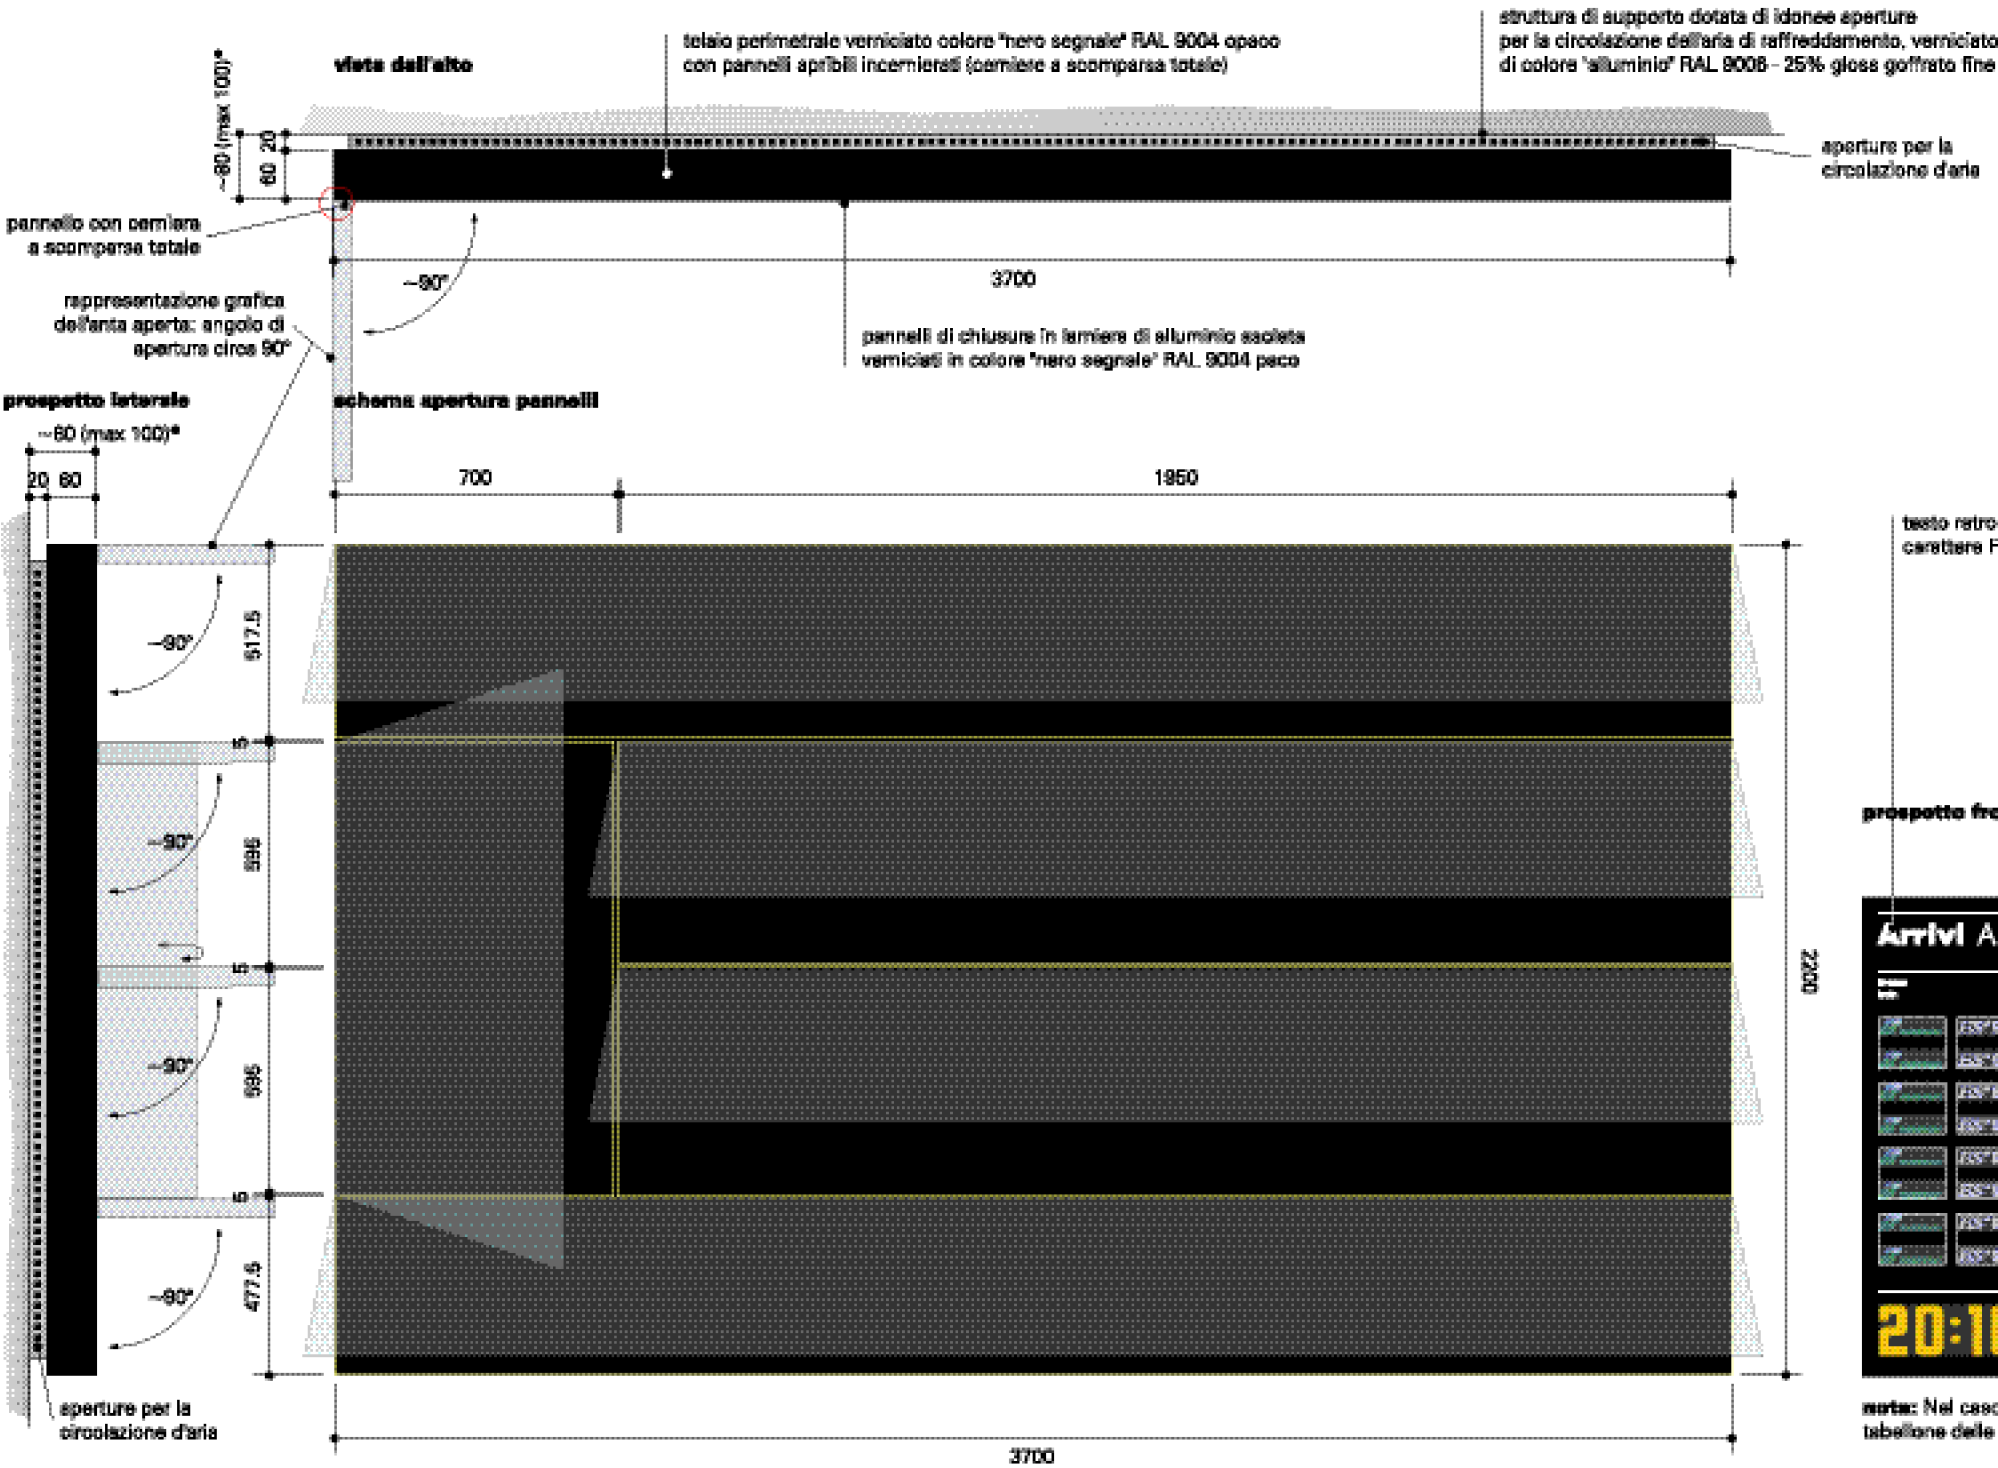 vista dall'alto
telaio perimetrale verniciato colore "nero segnale" RAL 9004 opaco
con pannelli apribili incernierati (cerniere a scomparsa totale)
struttura di supporto dotata di idonee aperture
per la circolazione dell'aria di raffreddamento, verniciato
di colore "alluminio" RAL 9006 - 25% gloss goffrato fine
~80 (max 100)*
60 20
aperture per la
circolazione d'aria
pannello con cerniera
a scomparsa totale
~90°
3700
rappresentazione grafica
dell'anta aperta: angolo di
apertura circa 90°
pannelli di chiusura in lamiera di alluminio
verniciati in colore "nero segnale" RAL 9004 paco
prospetto laterale
~80 (max 100)*
20 60
schema apertura pannelli
700
1950
testo retro
carattere F
~90°
517.5
5
~90°
595
5
~90°
595
5
~90°
477.5
2200
prospetto fro
Arrivi A
20:1
aperture per la
circolazione d'aria
3700
nota: Nel caso
tabellone delle